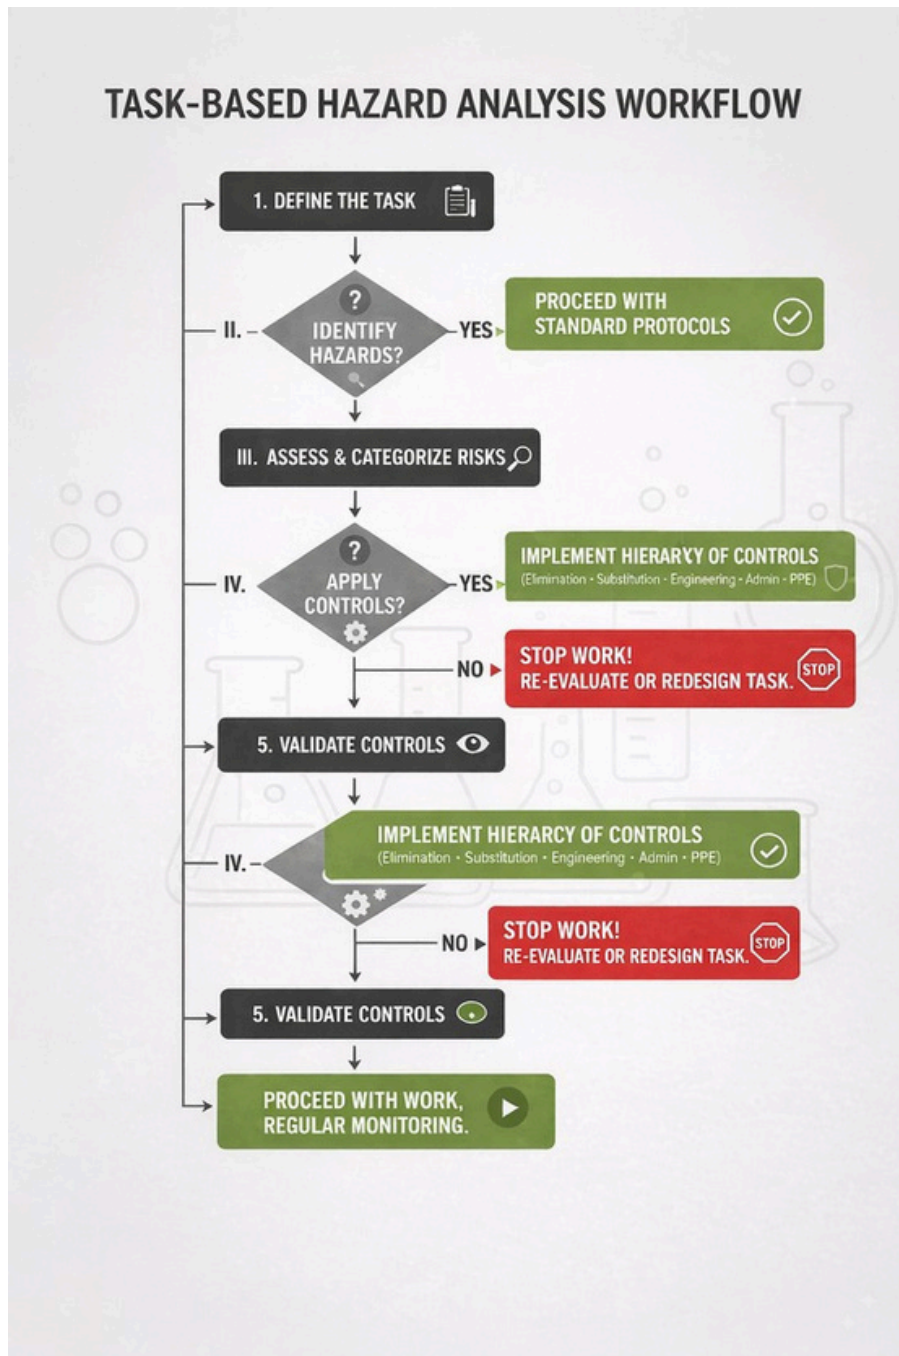 TASK-BASED HAZARD ANALYSIS WORKFLOW
1. DEFINE THE TASK
?
II.
IDENTIFY
HAZARDS?
YES
PROCEED WITH
STANDARD PROTOCOLS
III. ASSESS & CATEGORIZE RISKS
?
IV.
APPLY
CONTROLS?
YES
IMPLEMENT HIERARYY OF CONTROLS
(Elimination - Substitution - Engineering - Admin - PPE)
NO
STOP WORK!
RE-EVALUATE OR REDESIGN TASK.
STOP
5. VALIDATE CONTROLS
IV.
IMPLEMENT HIERARCY OF CONTROLS
(Elimination · Substitution · Engineering · Admin · PPE)
NO
STOP WORK!
RE-EVALUATE OR REDESIGN TASK.
STOP
5. VALIDATE CONTROLS
PROCEED WITH WORK,
REGULAR MONITORING.